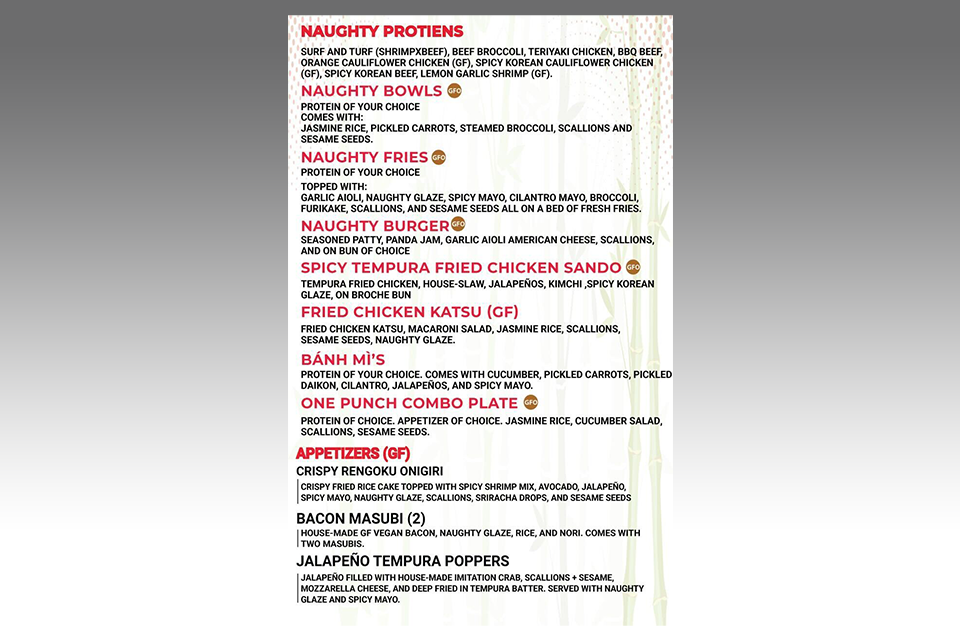 NAUGHTY PROTIENS
SURF AND TURF (SHRIMPXBEEF), BEEF BROCCOLI, TERIYAKI CHICKEN, BBQ BEEF,
ORANGE CAULIFLOWER CHICKEN (GF), SPICY KOREAN CAULIFLOWER CHICKEN
(GF), SPICY KOREAN BEEF, LEMON GARLIC SHRIMP (GF).
NAUGHTY BOWLS GFO
PROTEIN OF YOUR CHOICE
COMES WITH:
JASMINE RICE, PICKLED CARROTS, STEAMED BROCCOLI, SCALLIONS AND
SESAME SEEDS.
NAUGHTY FRIES GFO
PROTEIN OF YOUR CHOICE
TOPPED WITH:
GARLIC AIOLI, NAUGHTY GLAZE, SPICY MAYO, CILANTRO MAYO, BROCCOLI,
FURIKAKE, SCALLIONS, AND SESAME SEEDS ALL ON A BED OF FRESH FRIES.
NAUGHTY BURGER GFO
SEASONED PATTY, PANDA JAM, GARLIC AIOLI AMERICAN CHEESE, SCALLIONS,
AND ON BUN OF CHOICE
SPICY TEMPURA FRIED CHICKEN SANDO GFO
TEMPURA FRIED CHICKEN, HOUSE-SLAW, JALAPEÑOS, KIMCHI ,SPICY KOREAN
GLAZE, ON BROCHE BUN
FRIED CHICKEN KATSU (GF)
FRIED CHICKEN KATSU, MACARONI SALAD, JASMINE RICE, SCALLIONS,
SESAME SEEDS, NAUGHTY GLAZE.
BÁNH MÌ'S
PROTEIN OF YOUR CHOICE. COMES WITH CUCUMBER, PICKLED CARROTS, PICKLED
DAIKON, CILANTRO, JALAPEÑOS, AND SPICY MAYO.
ONE PUNCH COMBO PLATE GFO
PROTEIN OF CHOICE. APPETIZER OF CHOICE. JASMINE RICE, CUCUMBER SALAD,
SCALLIONS, SESAME SEEDS.
APPETIZERS (GF)
CRISPY RENGOKU ONIGIRI
CRISPY FRIED RICE CAKE TOPPED WITH SPICY SHRIMP MIX, AVOCADO, JALAPEÑO,
SPICY MAYO, NAUGHTY GLAZE, SCALLIONS, SRIRACHA DROPS, AND SESAME SEEDS
BACON MASUBI (2)
HOUSE-MADE GF VEGAN BACON, NAUGHTY GLAZE, RICE, AND NORI. COMES WITH
TWO MASUBIS.
JALAPEÑO TEMPURA POPPERS
JALAPEÑO FILLED WITH HOUSE-MADE IMITATION CRAB, SCALLIONS + SESAME,
MOZZARELLA CHEESE, AND DEEP FRIED IN TEMPURA BATTER. SERVED WITH NAUGHTY
GLAZE AND SPICY MAYO.